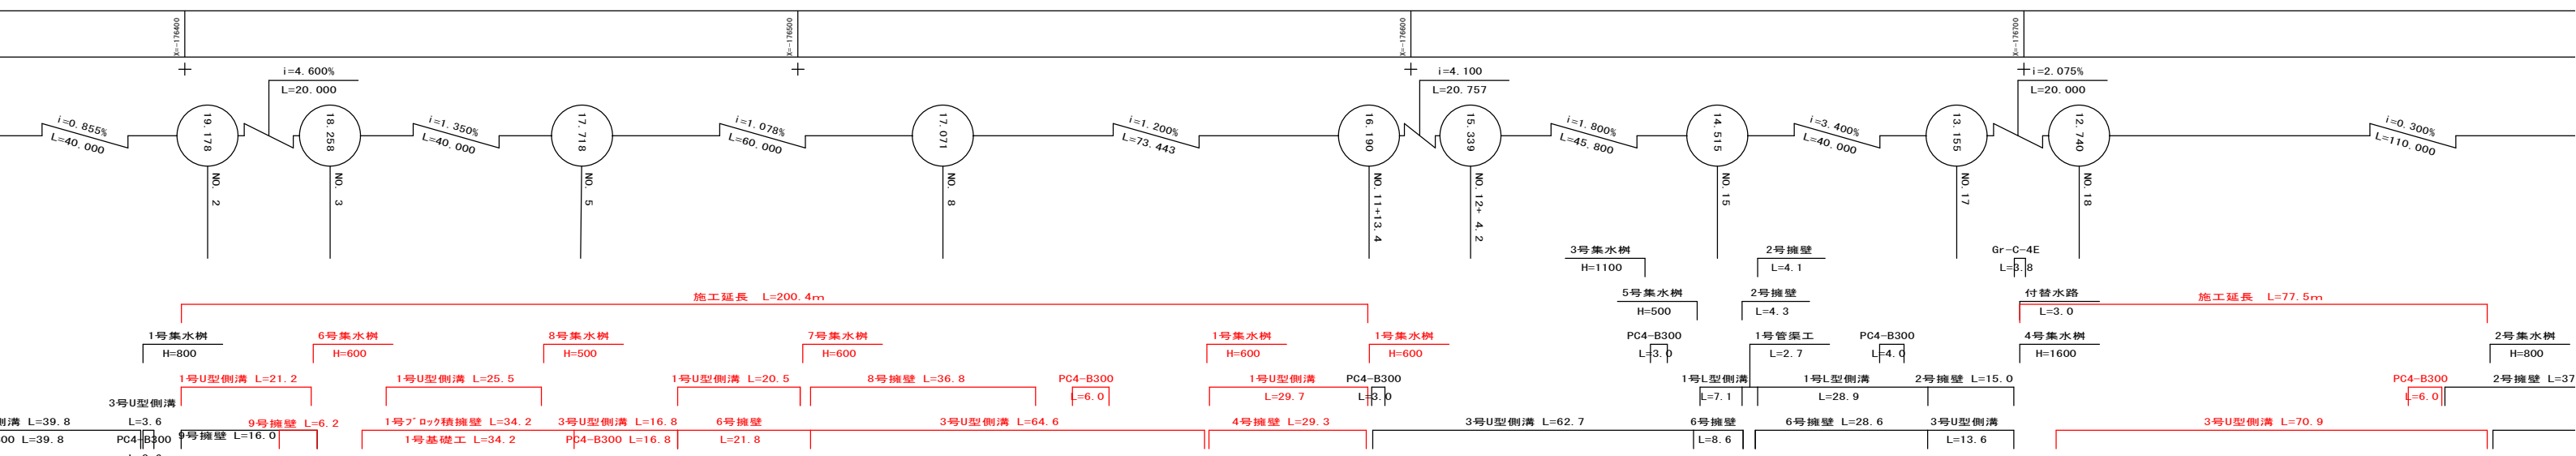 X=-176400
X=-176500
X=-176600
X=-176700
i=4.600%
L=20.000
i=4.100
L=20.757
i=2.075%
L=20.000
i=0.855%
L=40.000
19.178
18.258
i=1.350%
L=40.000
17.718
i=1.078%
L=60.000
17.071
i=1.200%
L=73.443
16.190
15.339
i=1.800%
L=45.800
14.515
i=3.400%
L=40.000
13.155
12.740
i=0.300%
L=110.000
NO. 2
NO. 3
NO. 5
NO. 8
NO.11+13.4
NO.12+ 4.2
NO.15
NO.17
NO.18
3号集水桝
H=1100
2号擁壁
L=4.1
Gr-C-4E
L=3.8
施工延長 L=200.4m
5号集水桝
H=500
2号擁壁
L=4.3
付替水路
L=3.0
施工延長 L=77.5m
1号集水桝
H=800
6号集水桝
H=600
8号集水桝
H=500
7号集水桝
H=600
1号集水桝
H=600
1号集水桝
H=600
PC4-B300
L=3.0
1号管渠工
L=2.7
PC4-B300
L=4.0
4号集水桝
H=1600
2号集水桝
H=800
1号U型側溝 L=21.2
1号U型側溝 L=25.5
1号U型側溝 L=20.5
8号擁壁 L=36.8
PC4-B300
L=6.0
1号U型側溝
L=29.7
PC4-B300
L=3.0
1号L型側溝
L=7.1
1号L型側溝
L=28.9
2号擁壁 L=15.0
PC4-B300
L=6.0
2号擁壁 L=37
3号U型側溝
L=3.6
側溝 L=39.8
00 L=39.8
PC4-B300
9号擁壁 L=16.0
9号擁壁 L=6.2
1号ブロック積擁壁 L=34.2
1号基礎工 L=34.2
3号U型側溝 L=16.8
PC4-B300 L=16.8
6号擁壁
L=21.8
3号U型側溝 L=64.6
4号擁壁 L=29.3
3号U型側溝 L=62.7
6号擁壁
L=8.6
6号擁壁 L=28.6
3号U型側溝
L=13.6
3号U型側溝 L=70.9